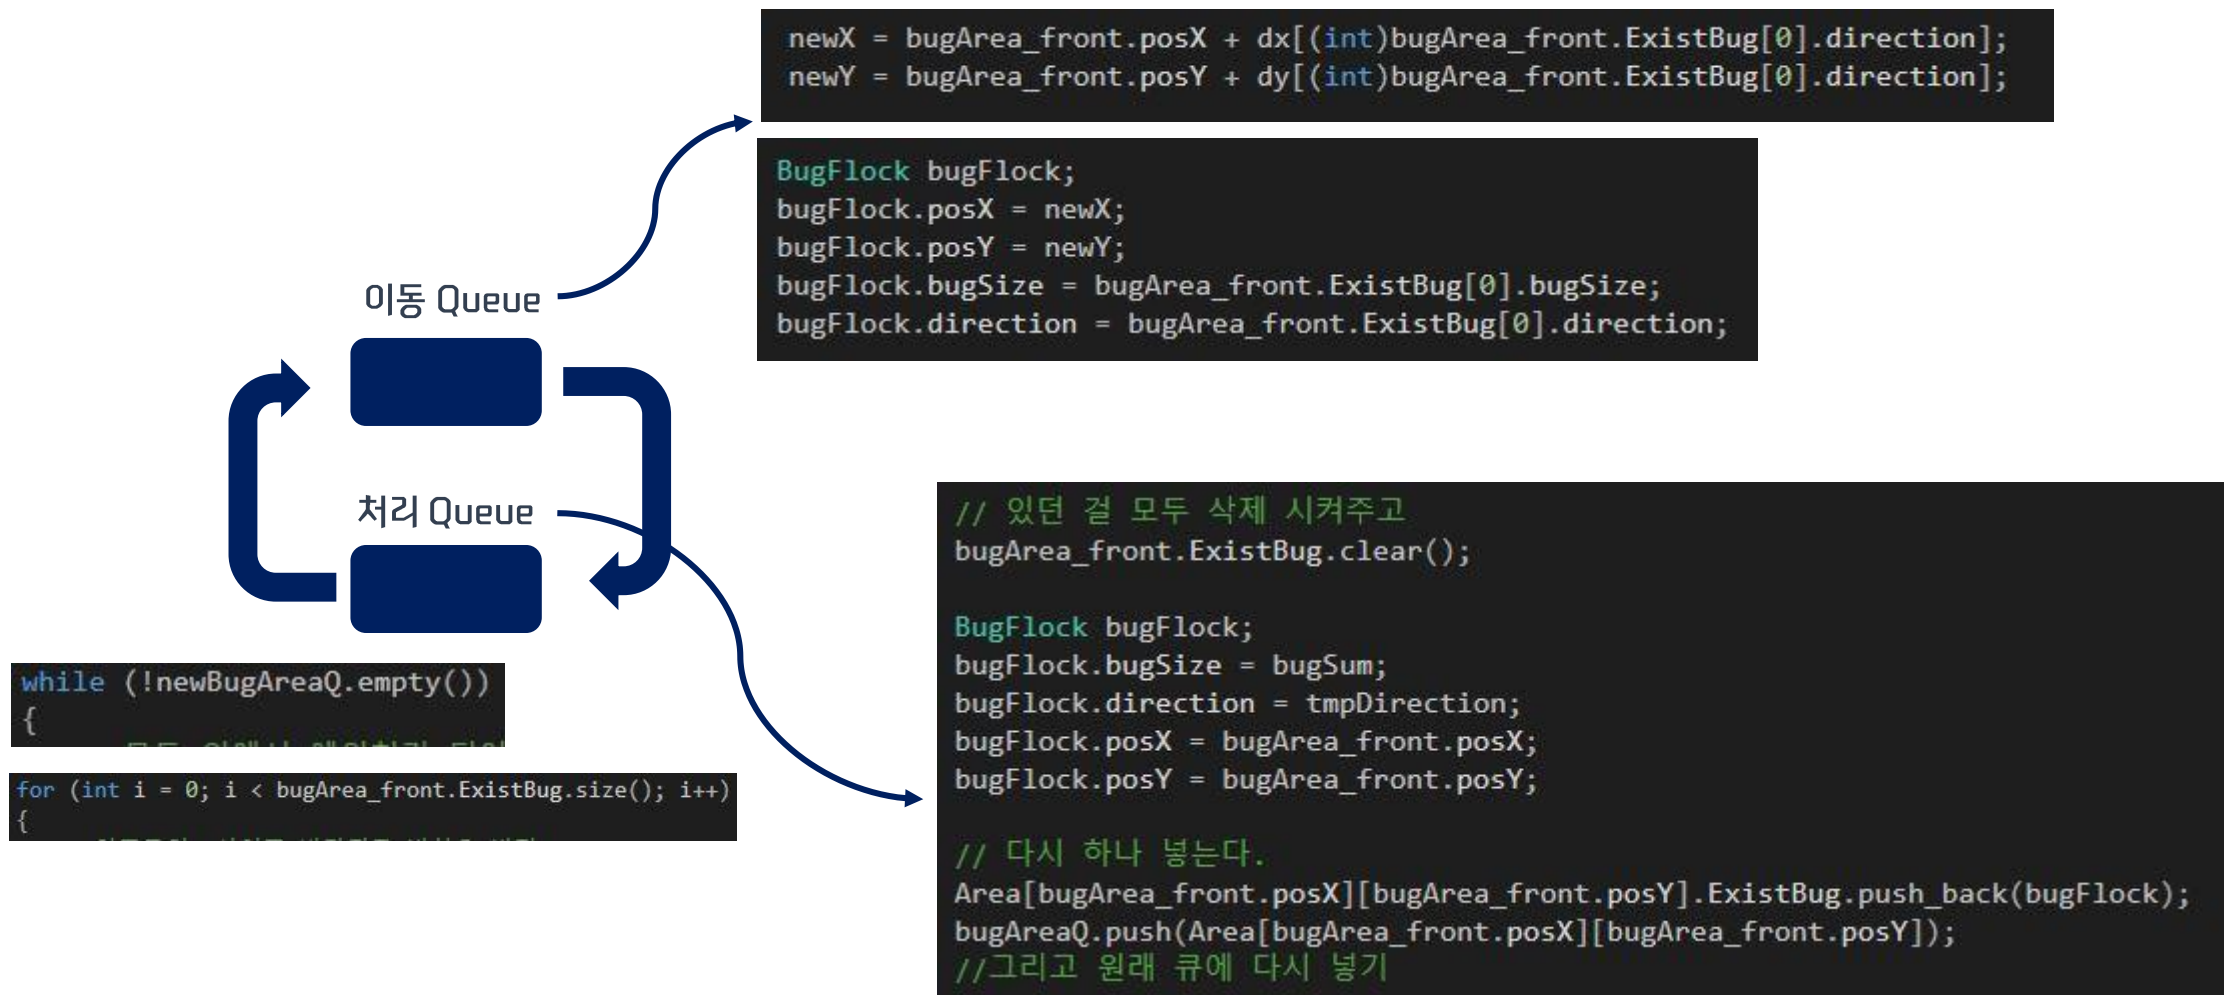 newX = bugArea_front.posX + dx[(int)bugArea_front.ExistBug[0].direction];
newY = bugArea_front.posY + dy[(int)bugArea_front.ExistBug[0].direction];
BugFlock bugFlock;
bugFlock.posX = newX;
bugFlock.posY = newY;
bugFlock.bugSize = bugArea_front.ExistBug[0].bugSize;
bugFlock.direction = bugArea_front.ExistBug[0].direction;
이동 Queue
처리 Queue
while (!newBugAreaQ.empty())
{
for (int i = 0; i < bugArea_front.ExistBug.size(); i++)
{
// 있던 걸 모두 삭제 시켜주고
bugArea_front.ExistBug.clear();
BugFlock bugFlock;
bugFlock.bugSize = bugSum;
bugFlock.direction = tmpDirection;
bugFlock.posX = bugArea_front.posX;
bugFlock.posY = bugArea_front.posY;
// 다시 하나 넣는다.
Area[bugArea_front.posX][bugArea_front.posY].ExistBug.push_back(bugFlock);
bugAreaQ.push(Area[bugArea_front.posX][bugArea_front.posY]);
//그리고 원래 큐에 다시 넣기